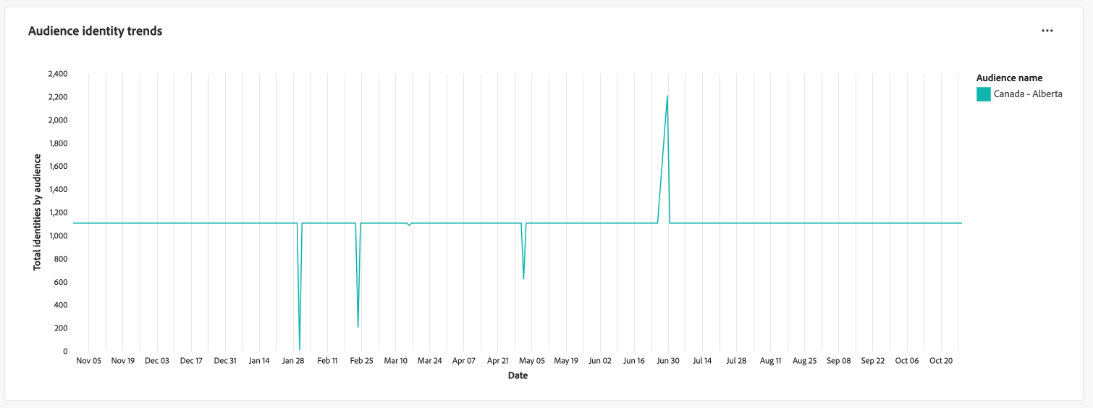 Audience identity trends
Total identities by audience
2,400
2,200
2,000
1,800
1,600
1,400
1,200
1,000
800
600
400
200
0
Nov 05 Nov 19 Dec 03 Dec 17 Dec 31 Jan 14 Jan 28 Feb 11 Feb 25 Mar 10 Mar 24 Apr 07 Apr 21 May 05 May 19 Jun 02 Jun 16 Jun 30 Jul 14 Jul 28 Aug 11 Aug 25 Sep 08 Sep 22 Oct 06 Oct 20
Date
Audience name
Canada - Alberta